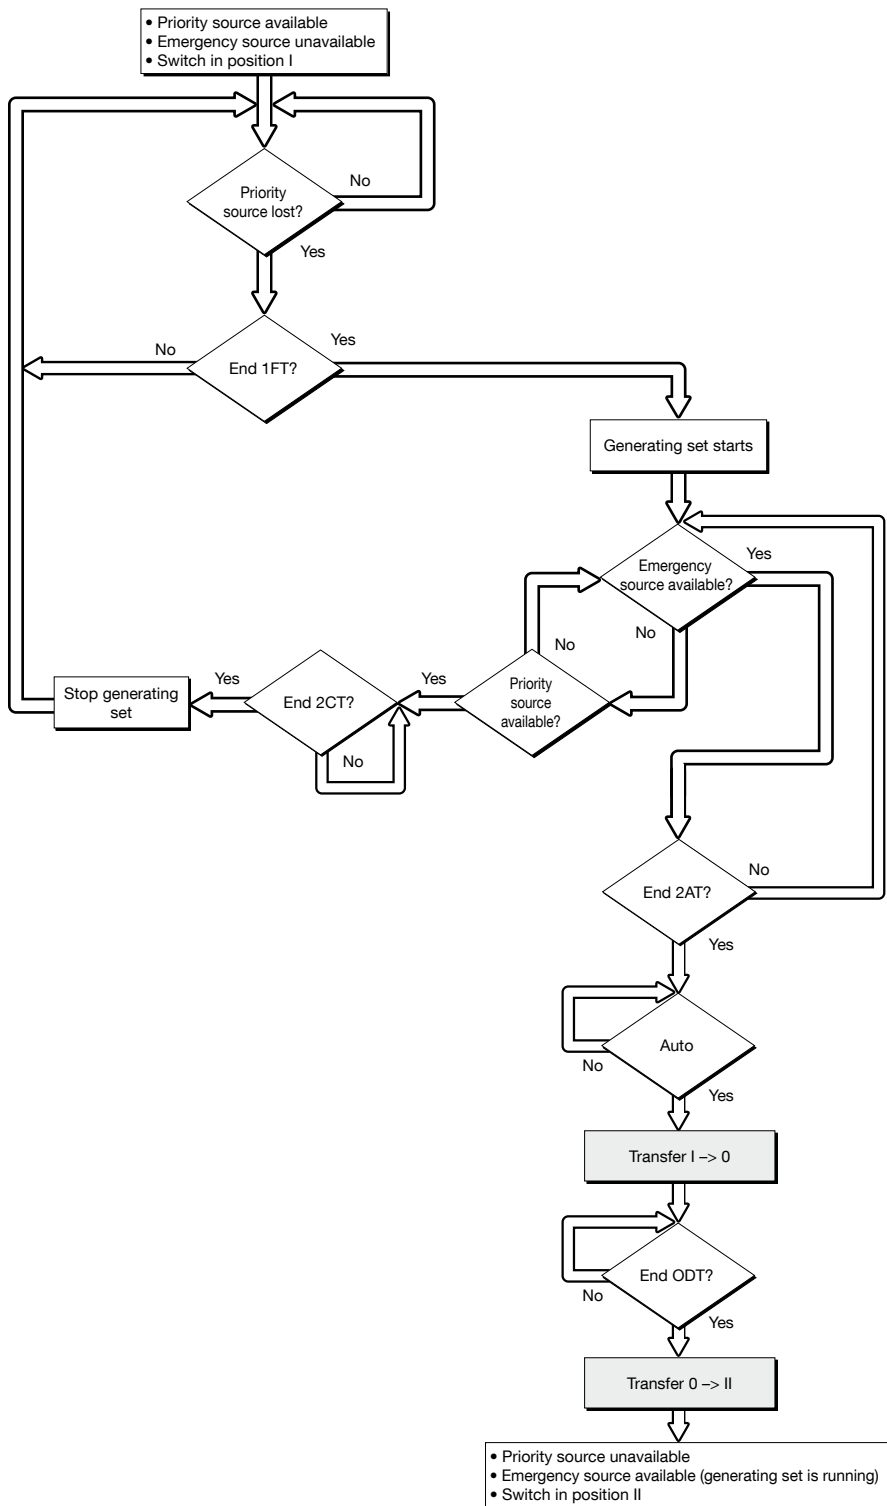 • Priority source available
• Emergency source unavailable
• Switch in position I
Priority
source lost?
No
Yes
End 1FT?
No
Yes
Generating set starts
Emergency
source available?
Yes
No
Priority
source
available?
No
Yes
End 2CT?
Yes
No
Stop generating
set
End 2AT?
No
Yes
Auto
No
Yes
Transfer I –> 0
End ODT?
No
Yes
Transfer 0 –> II
• Priority source unavailable
• Emergency source available (generating set is running)
• Switch in position II